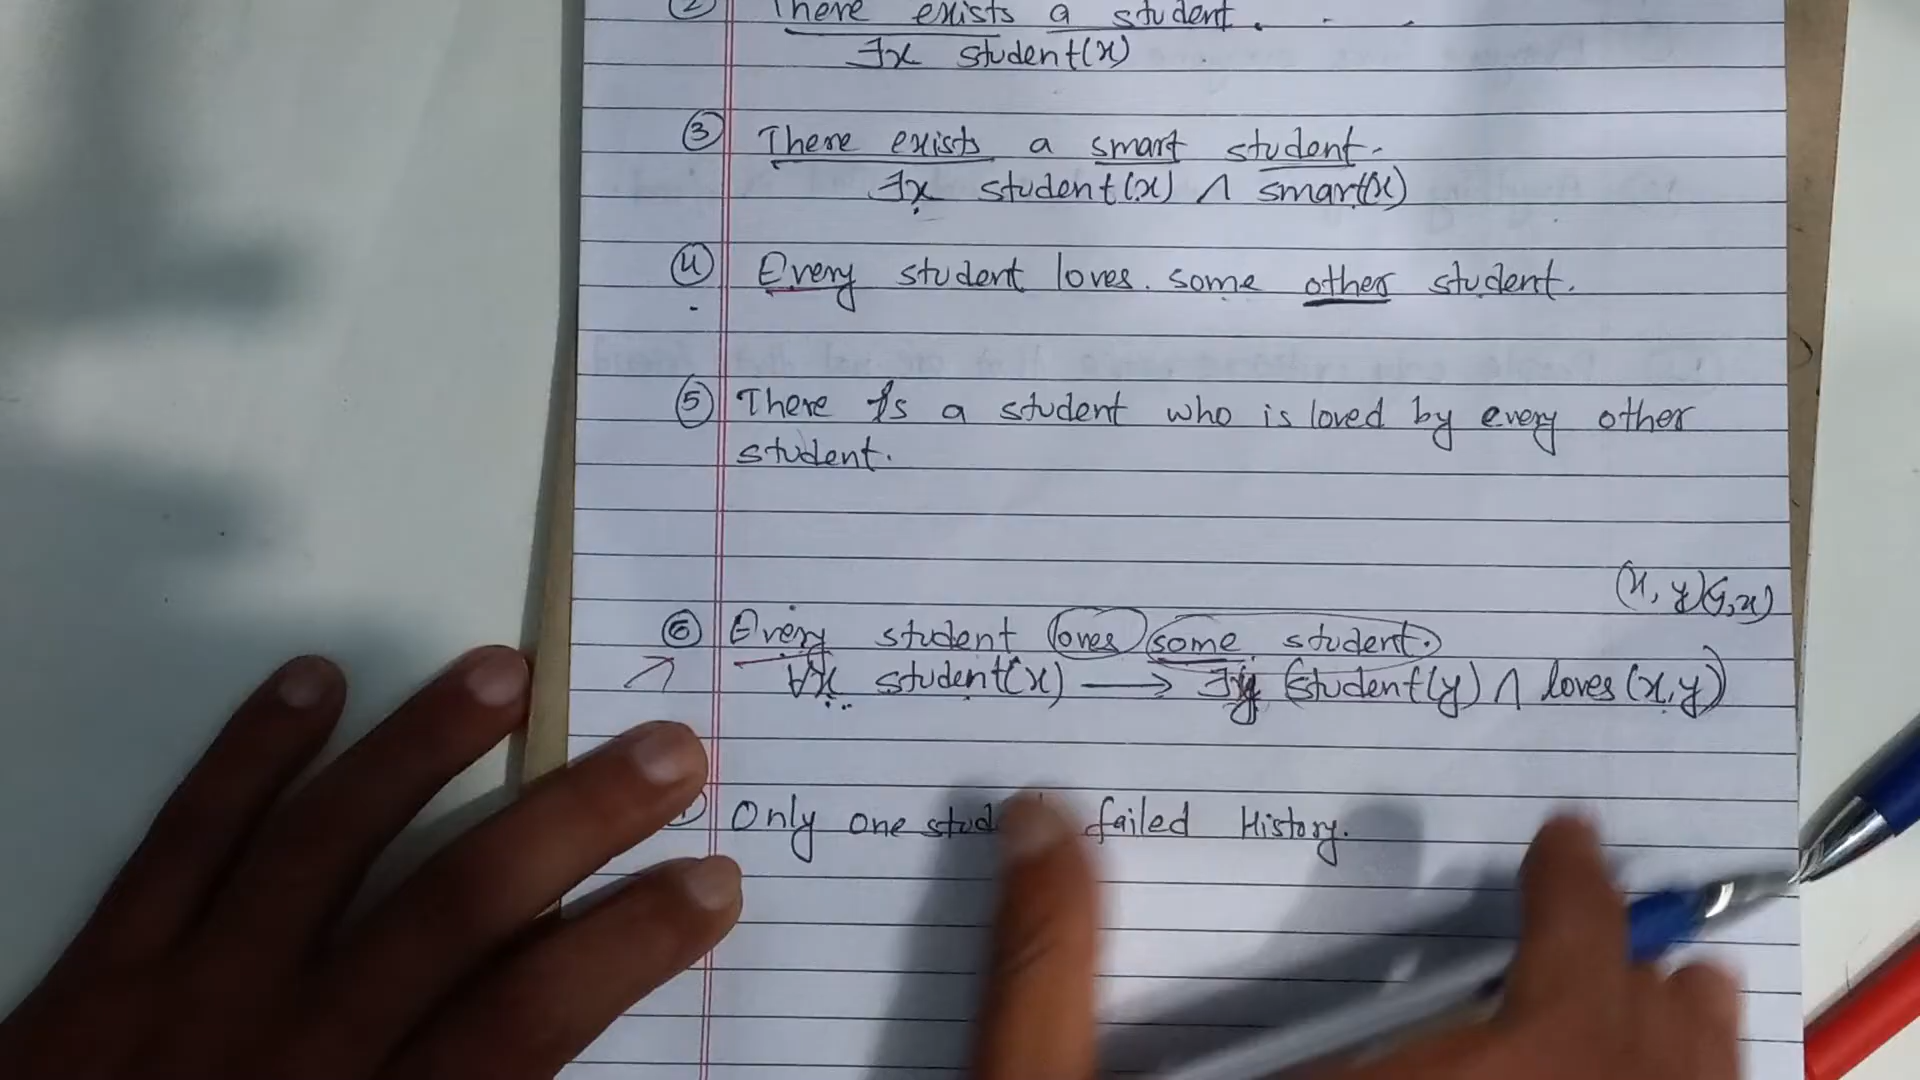 ② There exists a student.
∃x student(x)
③ There exists a smart student.
∃x student(x) ∧ smart(x)
④ Every student loves some other student.
⑤ There is a student who is loved by every other
student.
(x, y)
⑥ Every student loves some student.
∀x student(x) → ∃y (student(y) ∧ loves(x,y))
Only one failed History.